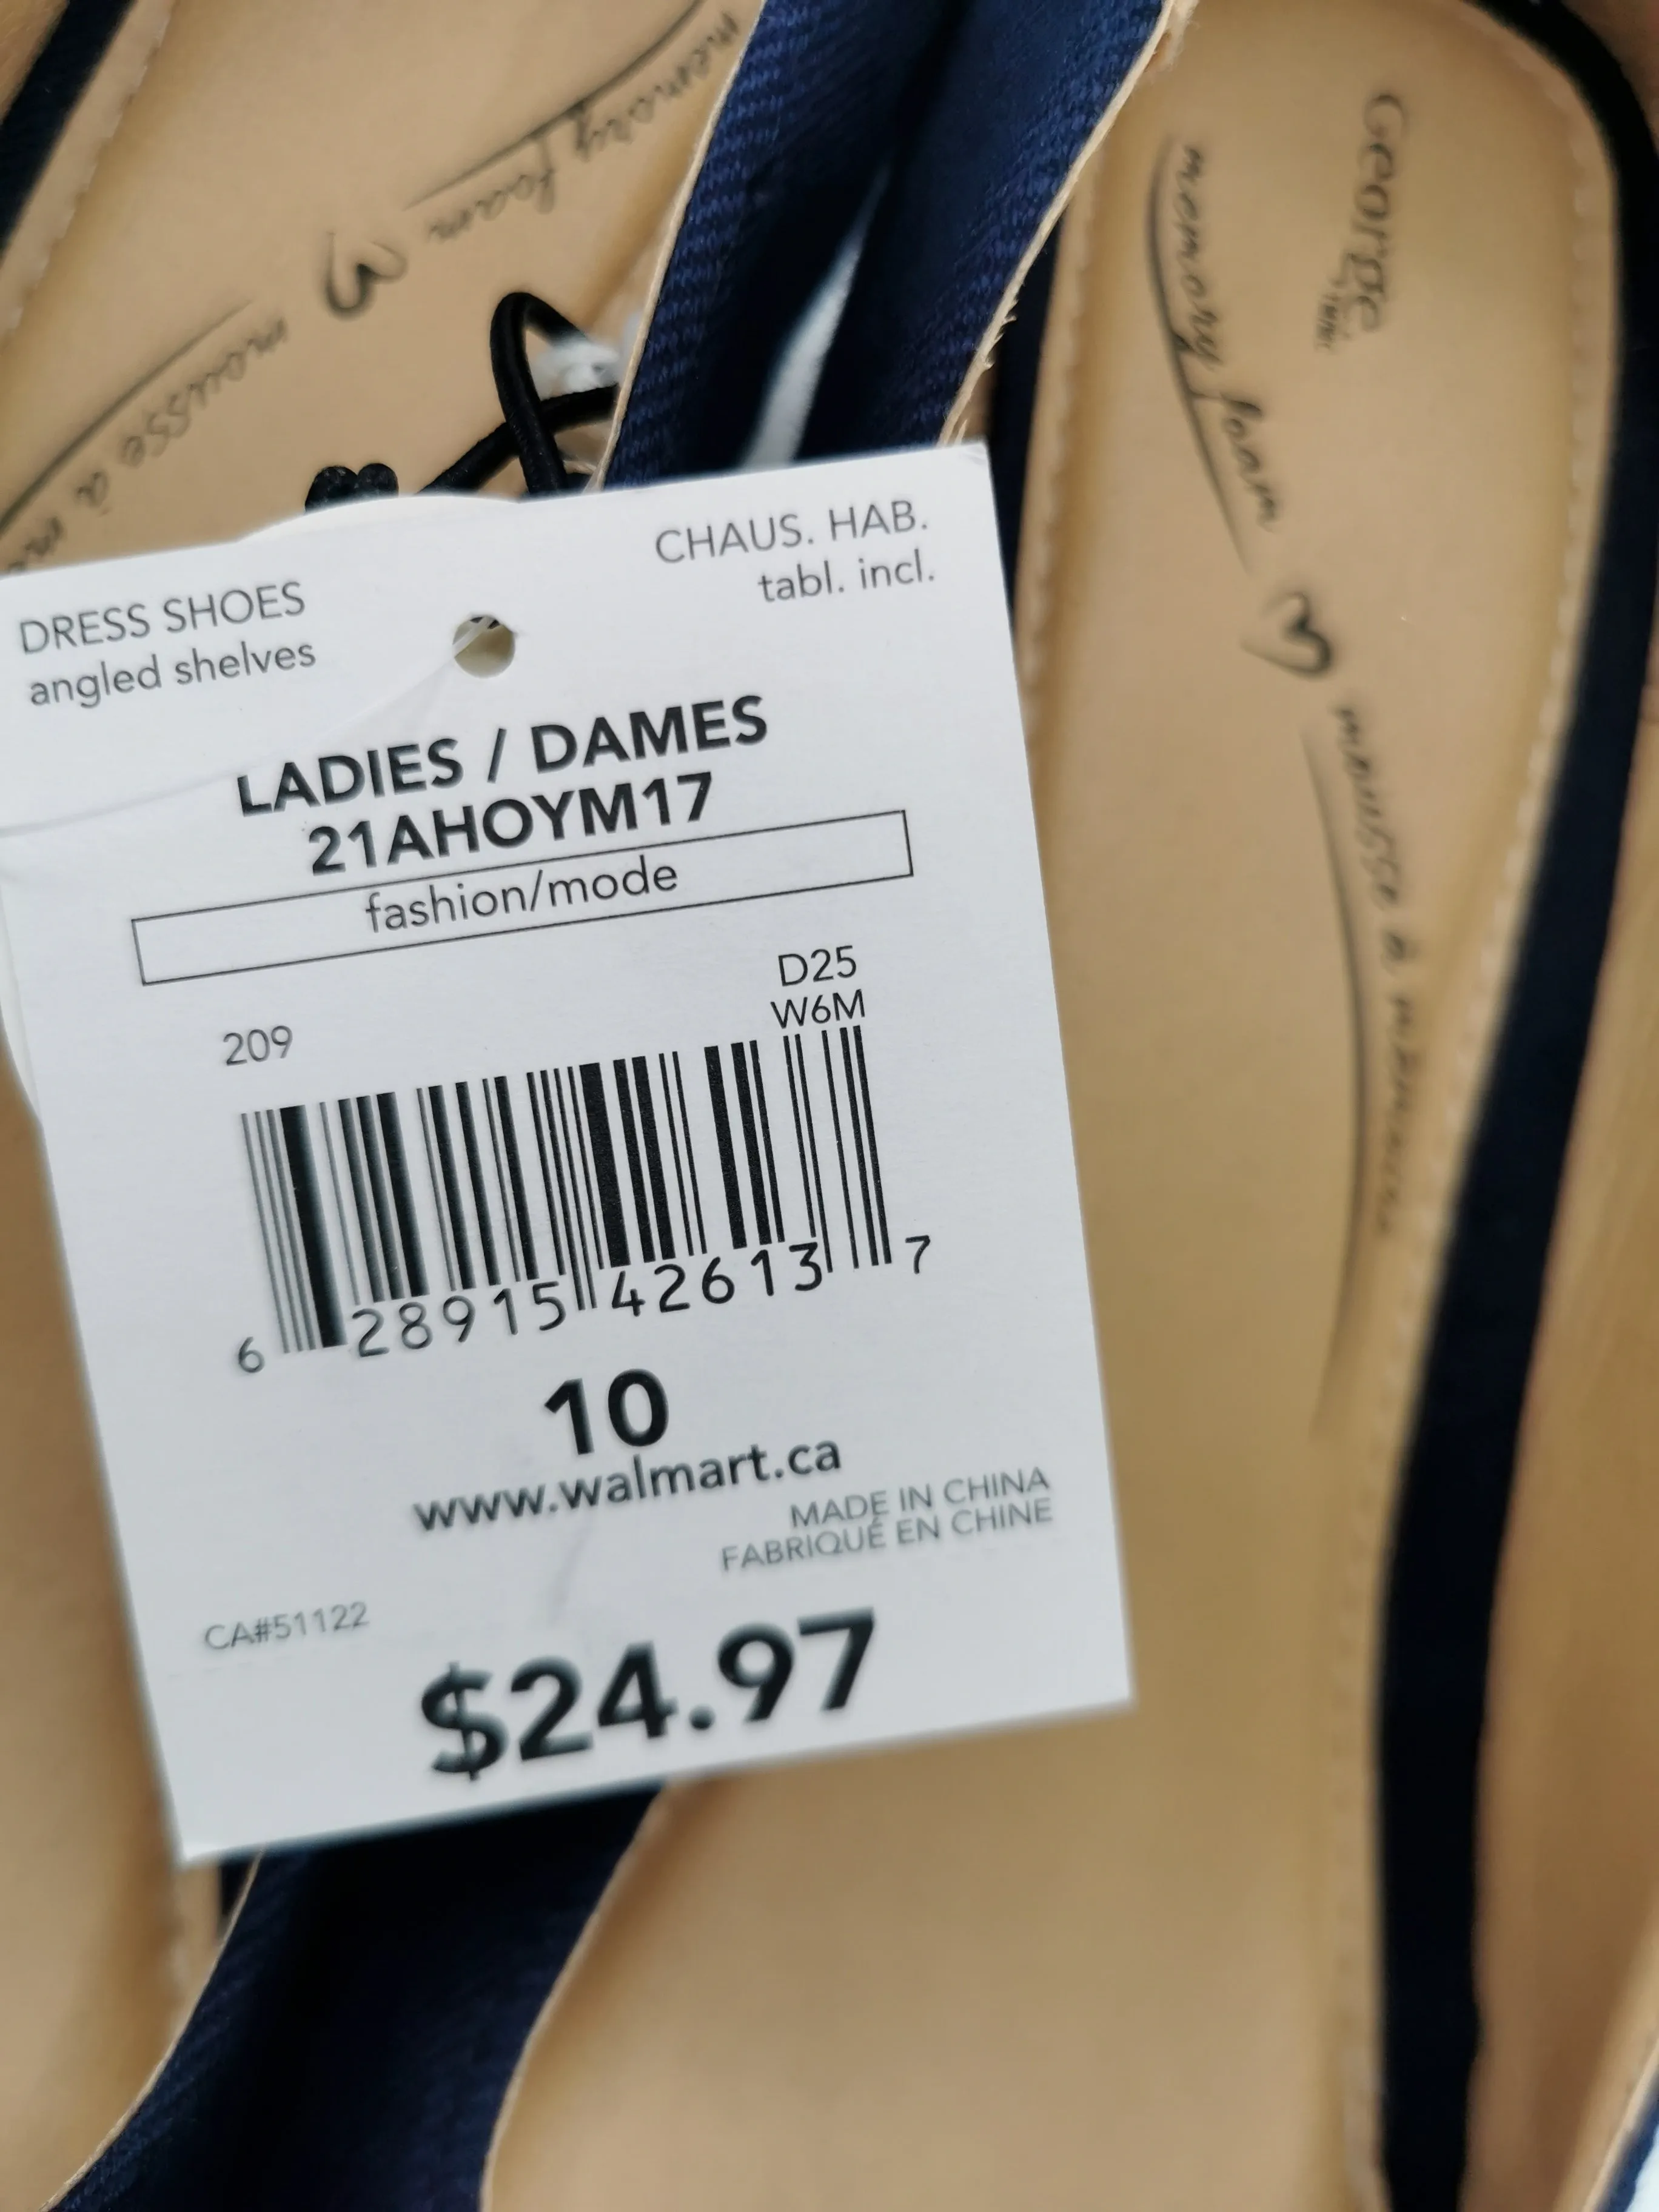 memory foam
mousse à
George
memory foam
mousse à mémoire
DRESS SHOES
angled shelves
CHAUS. HAB.
tabl. incl.
LADIES / DAMES
21AHOYM17
fashion/mode
209
D25
W6M
6 28915 42613 7
10
www.walmart.ca
MADE IN CHINA
FABRIQUÉ EN CHINE
CA#51122
$24.97